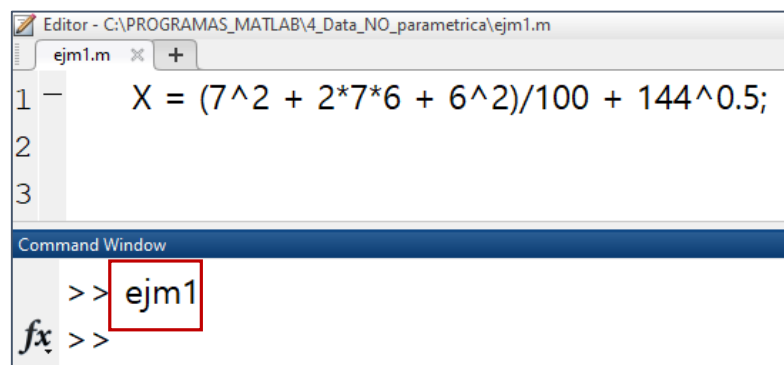 Editor - C:\PROGRAMAS_MATLAB\4_Data_NO_parametrica\ejm1.m
ejm1.m × +
1 − X = (7^2 + 2*7*6 + 6^2)/100 + 144^0.5;
2
3
Command Window
>> ejm1
fx >>